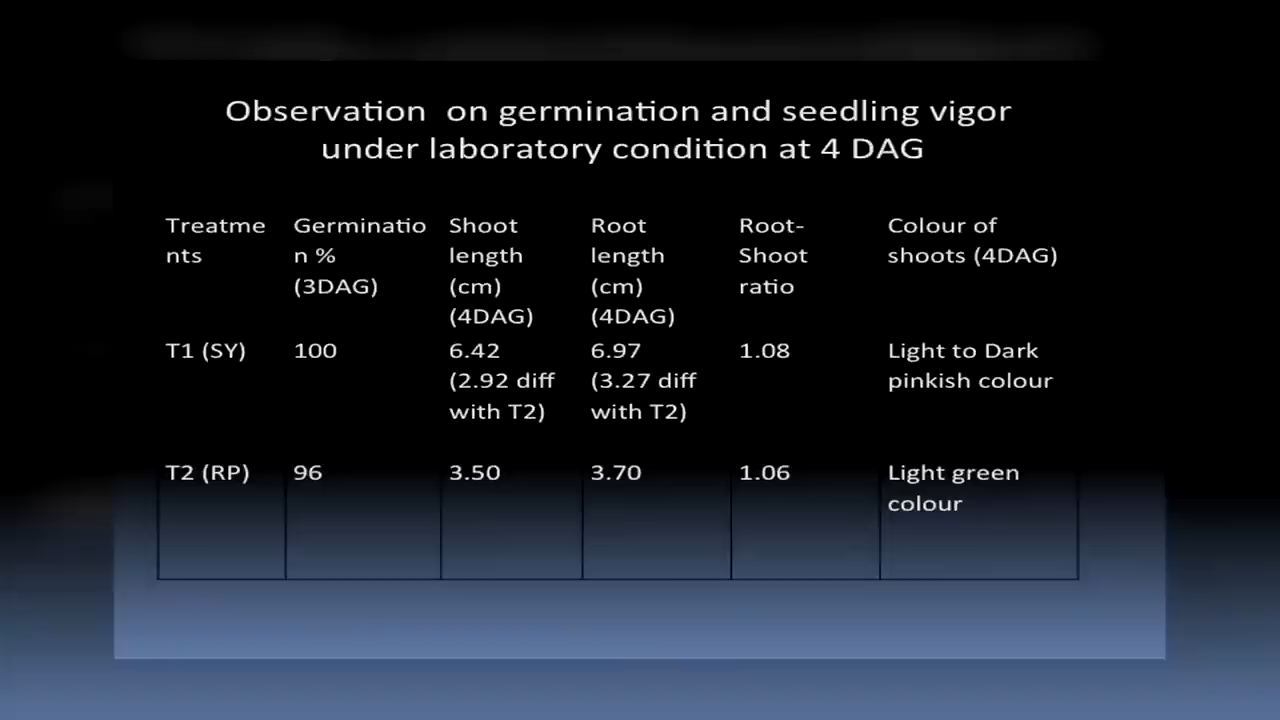 Observation on germination and seedling vigor
under laboratory condition at 4 DAG
Treatme
nts
Germinatio
n %
(3DAG)
Shoot
length
(cm)
(4DAG)
Root
length
(cm)
(4DAG)
Root-
Shoot
ratio
Colour of
shoots (4DAG)
T1 (SY)
100
6.42
(2.92 diff
with T2)
6.97
(3.27 diff
with T2)
1.08
Light to Dark
pinkish colour
T2 (RP)
96
3.50
3.70
1.06
Light green
colour